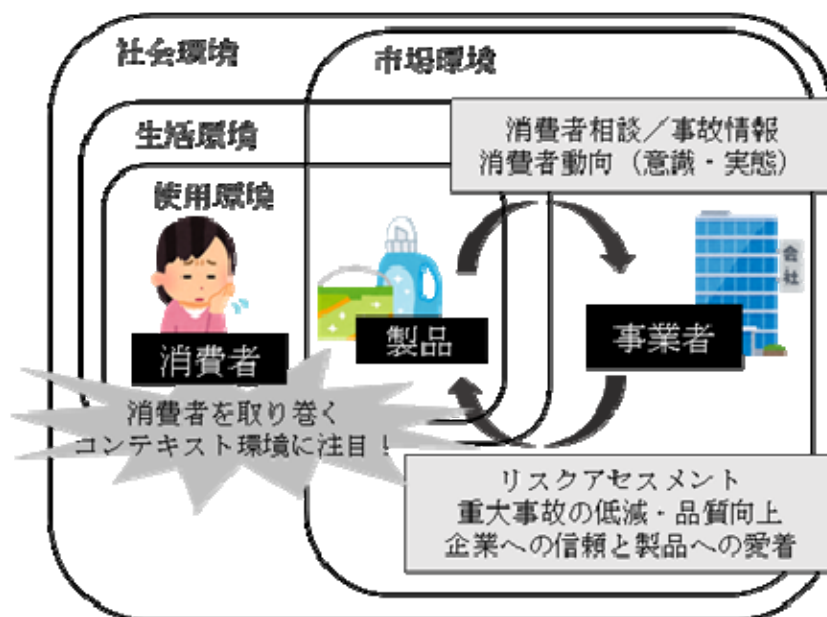 社会環境
市場環境
生活環境
消費者相談／事故情報
消費者動向（意識・実態）
使用環境
会社
消費者
製品
事業者
消費者を取り巻く
コンテキスト環境に注目！
リスクアセスメント
重大事故の低減・品質向上
企業への信頼と製品への愛着